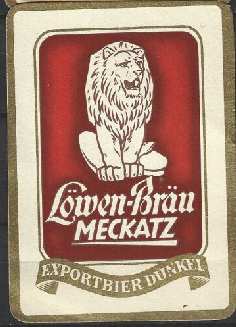 Löwen-Bräu
MECKATZ
EXPORTBIER DUNKEL